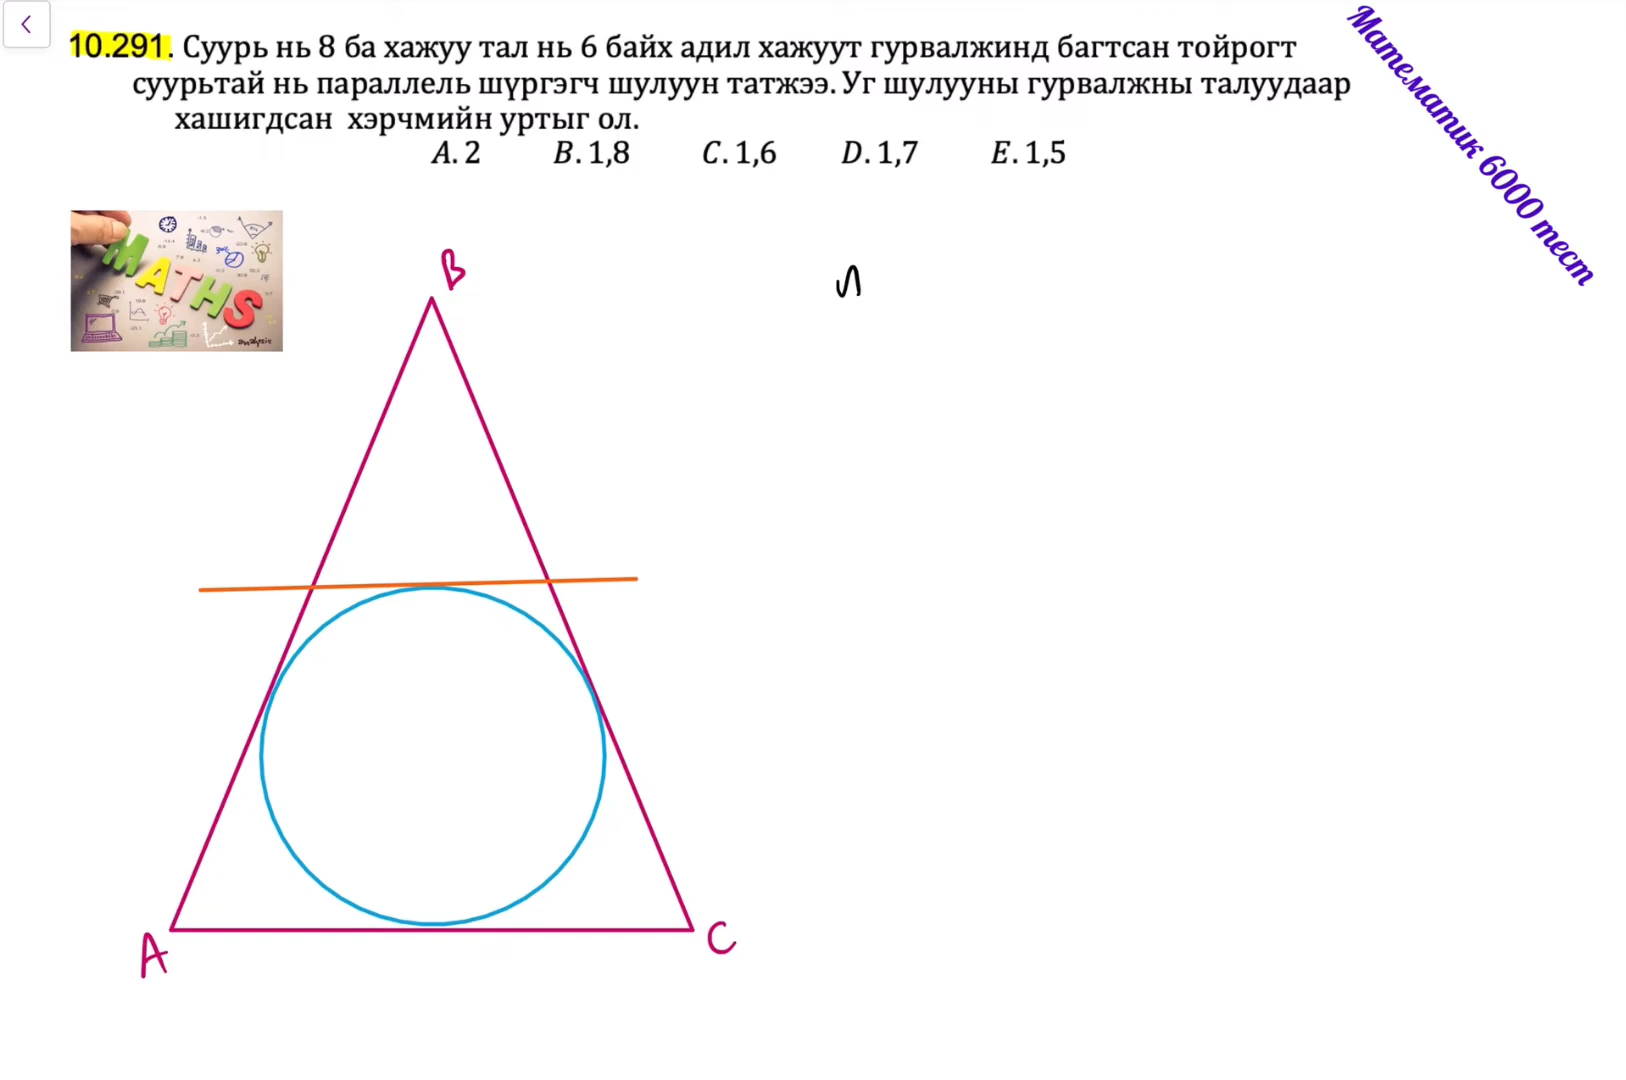 10.291. Суурь нь 8 ба хажуу тал нь 6 байх адил хажуут гурвалжинд багтсан тойрогт
суурьтай нь параллель шүргэгч шулуун татжээ. Уг шулууны гурвалжны талуудаар
хашигдсан хэрчмийн уртыг ол.
A. 2 B. 1,8 C. 1,6 D. 1,7 E. 1,5
Математик 6000 тест
MATHS
analysis
B
A
C